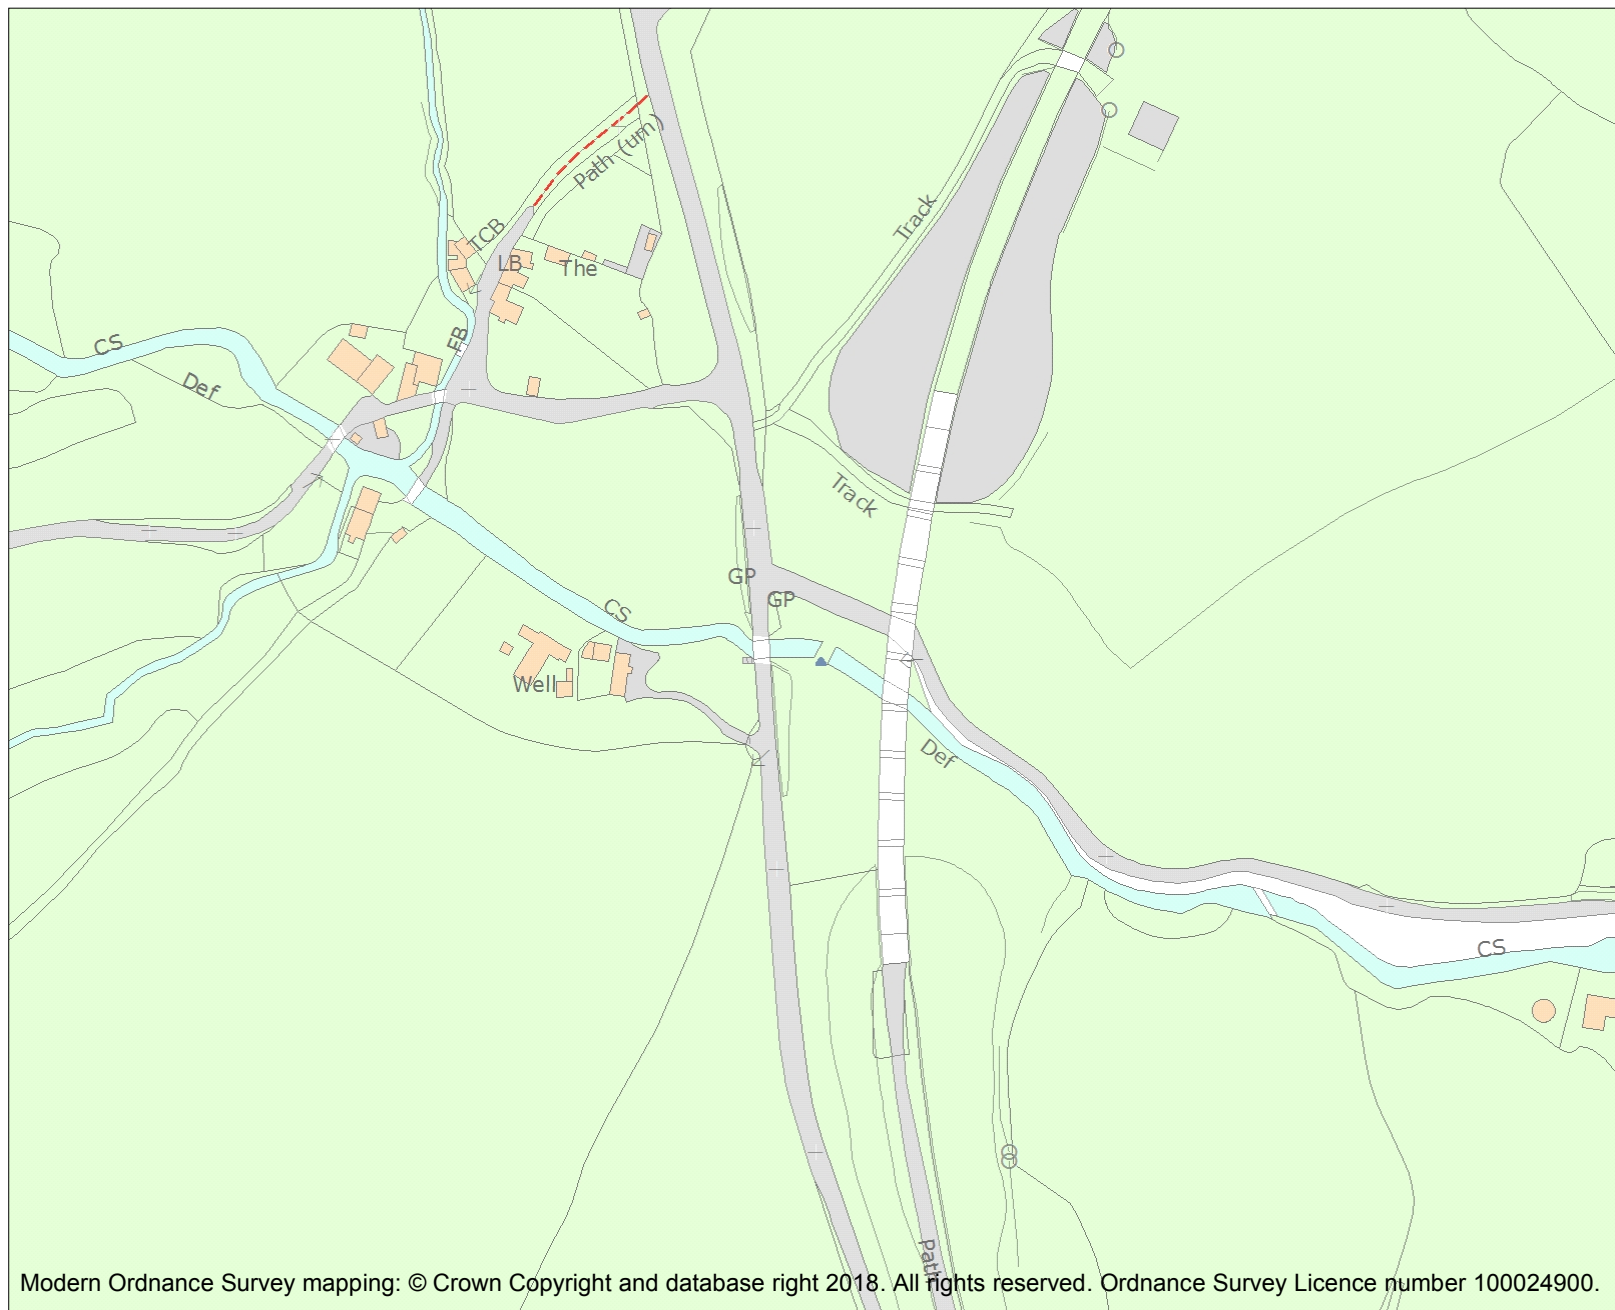 Path (um)
Track
TCB
LB
The
FB
CS
Def
Track
GP
GP
CS
Well
Def
CS
Path
Modern Ordnance Survey mapping: © Crown Copyright and database right 2018. All rights reserved. Ordnance Survey Licence number 100024900.